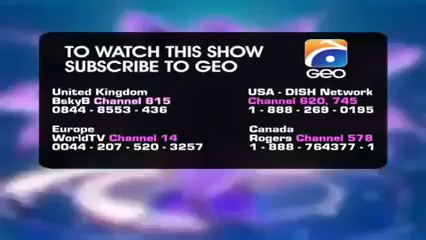 TO WATCH THIS SHOW
SUBSCRIBE TO GEO
GEO
United Kingdom
BskyB Channel 815
0844 - 8553 - 436
USA - DISH Network
Channel 620, 745
1 - 888 - 269 - 0195
Europe
WorldTV Channel 14
0044 - 207 - 520 - 3257
Canada
Rogers Channel 578
1 - 888 - 764377 - 1